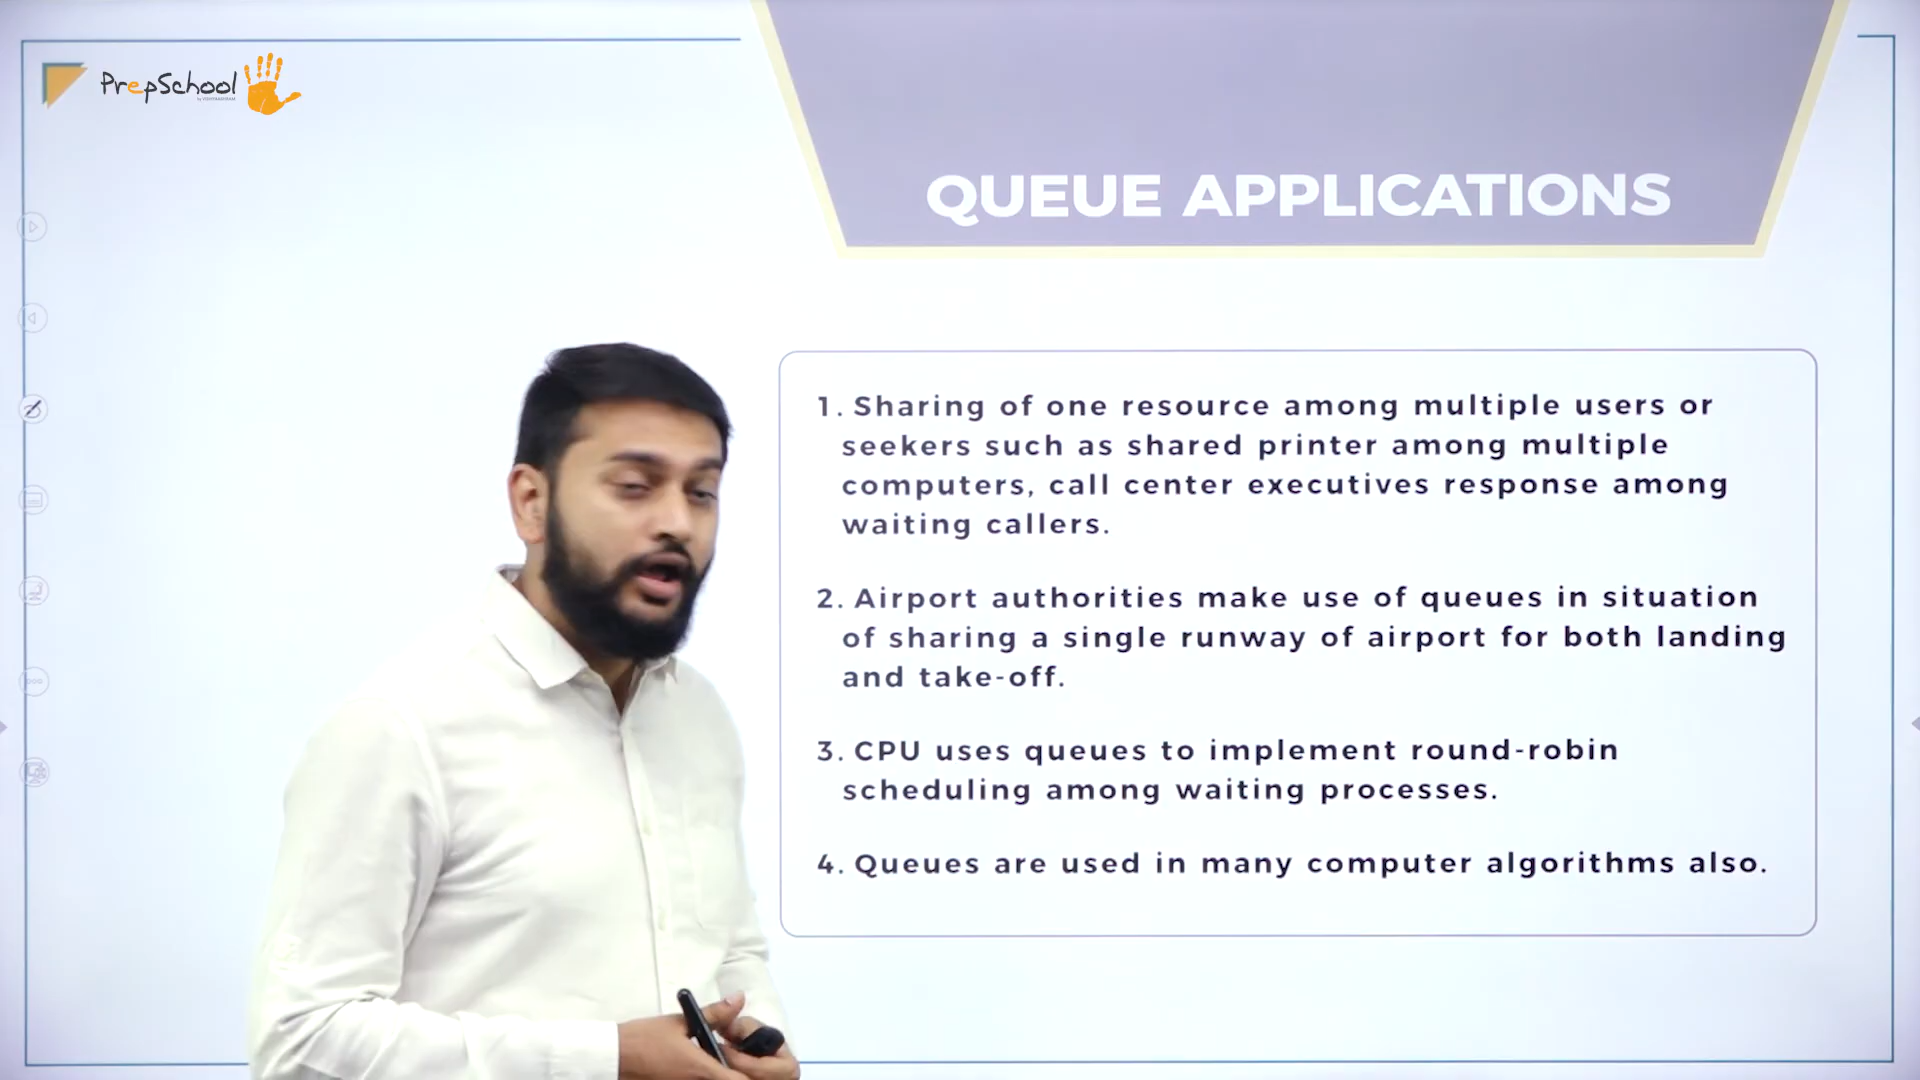 PrepSchool
QUEUE APPLICATIONS
1. Sharing of one resource among multiple users or
seekers such as shared printer among multiple
computers, call center executives response among
waiting callers.
2. Airport authorities make use of queues in situation
of sharing a single runway of airport for both landing
and take-off.
3. CPU uses queues to implement round-robin
scheduling among waiting processes.
4. Queues are used in many computer algorithms also.